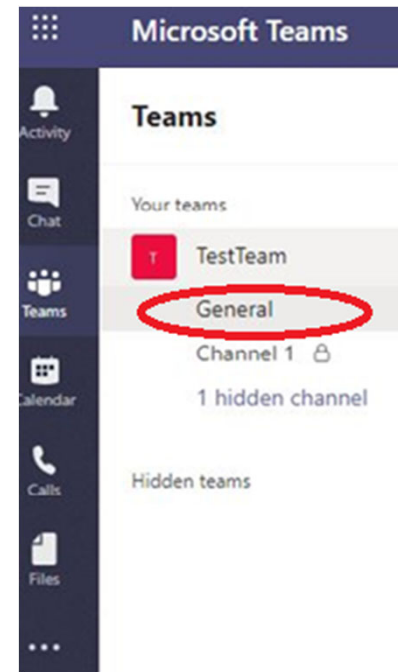 Microsoft Teams
Activity
Chat
Teams
Calendar
Calls
Files
Teams
Your teams
T
TestTeam
General
Channel 1
1 hidden channel
Hidden teams